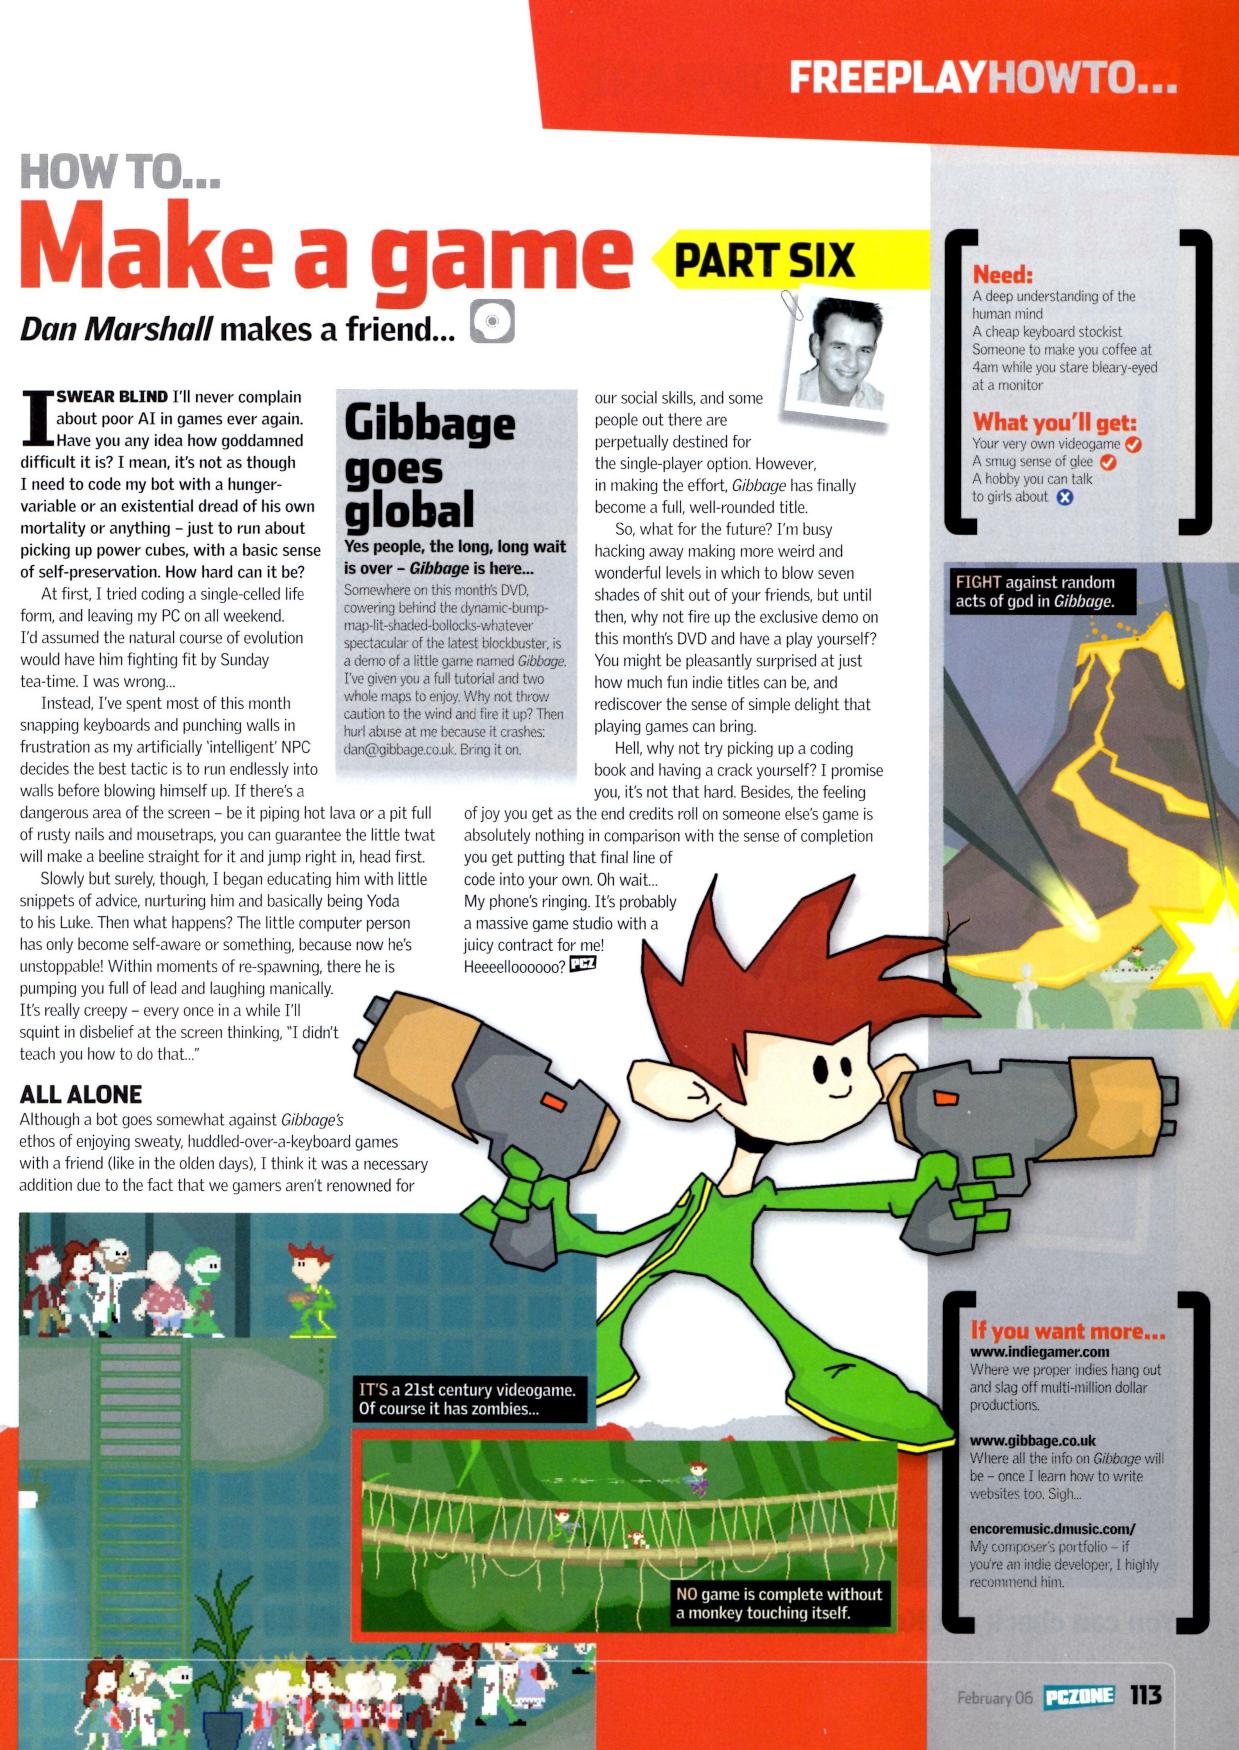 FREEPLAYHOWTO...
HOW TO...
Make a game
PART SIX
Dan Marshall makes a friend...
I SWEAR BLIND I'll never complain
about poor AI in games ever again.
Have you any idea how goddamned
difficult it is? I mean, it's not as though
I need to code my bot with a hunger-
variable or an existential dread of his own
mortality or anything – just to run about
picking up power cubes, with a basic sense
of self-preservation. How hard can it be?
At first, I tried coding a single-celled life
form, and leaving my PC on all weekend.
I'd assumed the natural course of evolution
would have him fighting fit by Sunday
tea-time. I was wrong...
Instead, I've spent most of this month
snapping keyboards and punching walls in
frustration as my artificially 'intelligent' NPC
decides the best tactic is to run endlessly into
walls before blowing himself up. If there's a
dangerous area of the screen – be it piping hot lava or a pit full
of rusty nails and mousetraps, you can guarantee the little twat
will make a beeline straight for it and jump right in, head first.
Slowly but surely, though, I began educating him with little
snippets of advice, nurturing him and basically being Yoda
to his Luke. Then what happens? The little computer person
has only become self-aware or something, because now he's
unstoppable! Within moments of re-spawning, there he is
pumping you full of lead and laughing manically.
It's really creepy – every once in a while I'll
squint in disbelief at the screen thinking, "I didn't
teach you how to do that..."
ALL ALONE
Although a bot goes somewhat against Gibbage's
ethos of enjoying sweaty, huddled-over-a-keyboard games
with a friend (like in the olden days), I think it was a necessary
addition due to the fact that we gamers aren't renowned for
Gibbage
goes
global
Yes people, the long, long wait
is over – Gibbage is here...
Somewhere on this month's DVD,
cowering behind the dynamic-bump-
map-lit-shaded-bollocks-whatever
spectacular of the latest blockbuster, is
a demo of a little game named Gibbage.
I've given you a full tutorial and two
whole maps to enjoy. Why not throw
caution to the wind and fire it up? Then
hurl abuse at me because it crashes:
dan@gibbage.co.uk. Bring it on.
our social skills, and some
people out there are
perpetually destined for
the single-player option. However,
in making the effort, Gibbage has finally
become a full, well-rounded title.
So, what for the future? I'm busy
hacking away making more weird and
wonderful levels in which to blow seven
shades of shit out of your friends, but until
then, why not fire up the exclusive demo on
this month's DVD and have a play yourself?
You might be pleasantly surprised at just
how much fun indie titles can be, and
rediscover the sense of simple delight that
playing games can bring.
Hell, why not try picking up a coding
book and having a crack yourself? I promise
you, it's not that hard. Besides, the feeling
of joy you get as the end credits roll on someone else's game is
absolutely nothing in comparison with the sense of completion
you get putting that final line of
code into your own. Oh wait...
My phone's ringing. It's probably
a massive game studio with a
juicy contract for me!
Heeeelloooooo? PCZ
Need:
A deep understanding of the
human mind
A cheap keyboard stockist
Someone to make you coffee at
4am while you stare bleary-eyed
at a monitor
What you'll get:
Your very own videogame
A smug sense of glee
A hobby you can talk
to girls about
FIGHT against random
acts of god in Gibbage.
IT'S a 21st century videogame.
Of course it has zombies...
NO game is complete without
a monkey touching itself.
If you want more...
www.indiegamer.com
Where we proper indies hang out
and slag off multi-million dollar
productions.
www.gibbage.co.uk
Where all the info on Gibbage will
be – once I learn how to write
websites too. Sigh...
encoremusic.dmusic.com/
My composer's portfolio – if
you're an indie developer, I highly
recommend him.
February 06 PCZONE 113